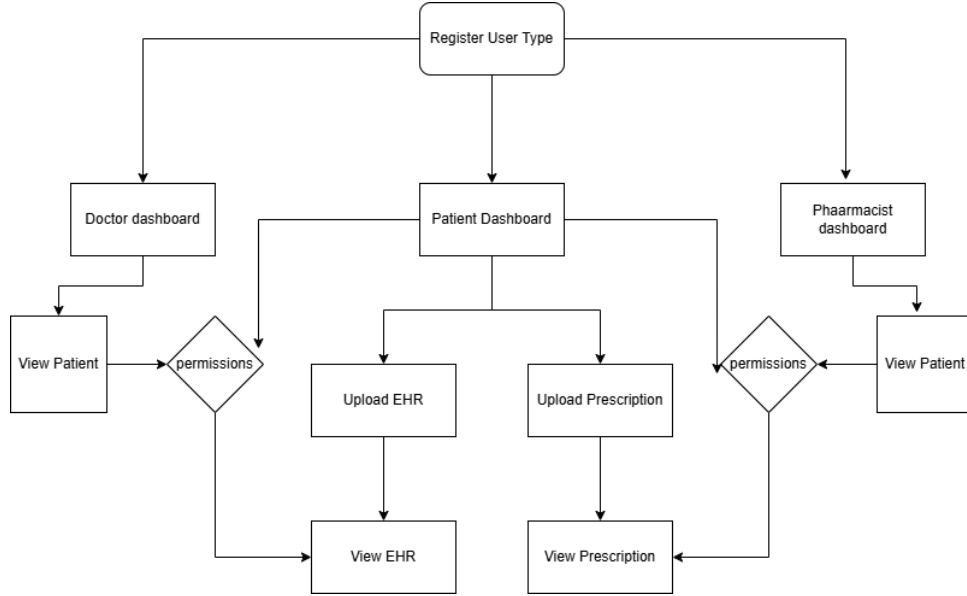 Register User Type
Doctor dashboard
Patient Dashboard
Phaarmacist
dashboard
View Patient
permissions
permissions
View Patient
Upload EHR
Upload Prescription
View EHR
View Prescription